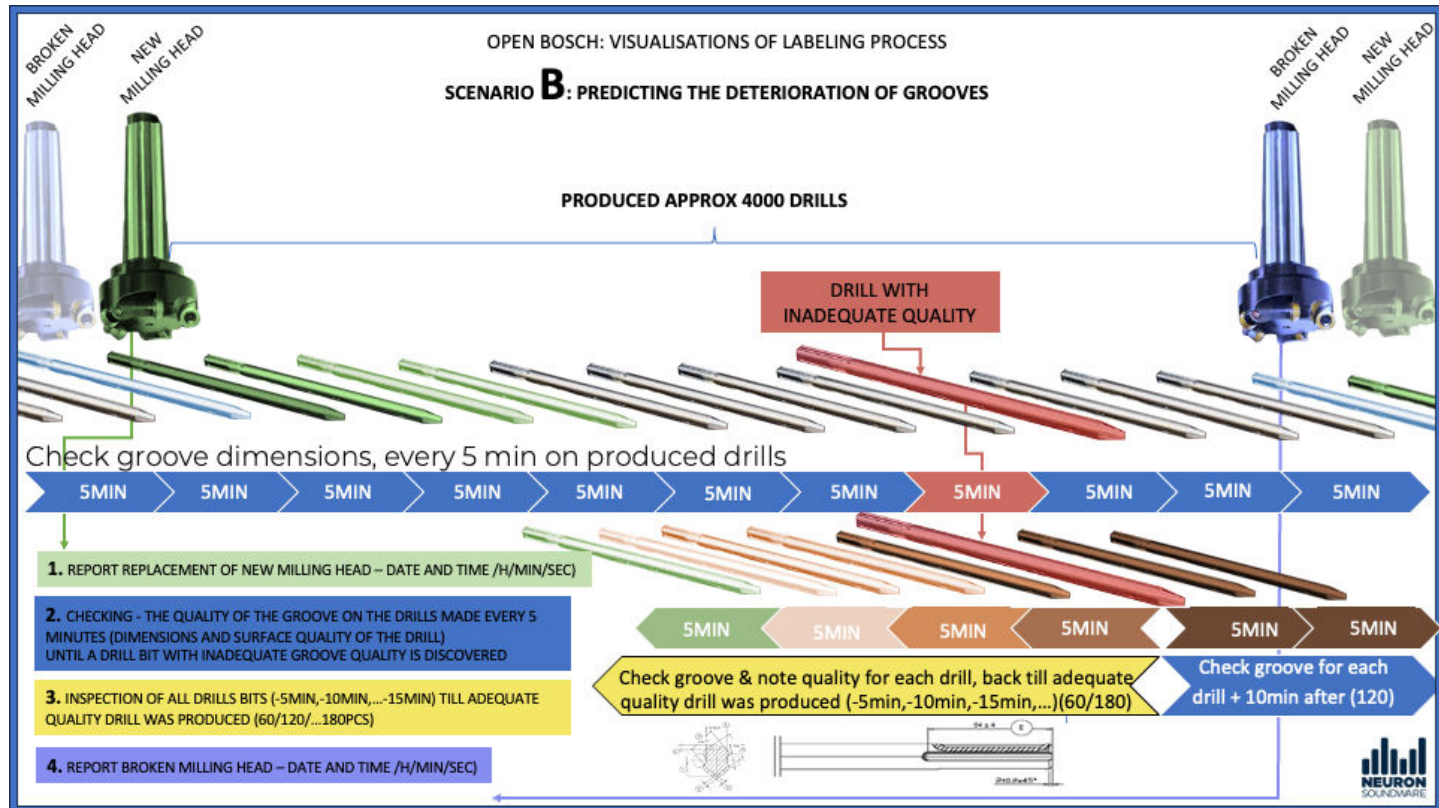 BROKEN
MILLING HEAD
NEW
MILLING HEAD
OPEN BOSCH: VISUALISATIONS OF LABELING PROCESS
SCENARIO B: PREDICTING THE DETERIORATION OF GROOVES
BROKEN
MILLING HEAD
NEW
MILLING HEAD
PRODUCED APPROX 4000 DRILLS
DRILL WITH
INADEQUATE QUALITY
Check groove dimensions, every 5 min on produced drills
5MIN 5MIN 5MIN 5MIN 5MIN 5MIN 5MIN 5MIN 5MIN 5MIN 5MIN
1. REPORT REPLACEMENT OF NEW MILLING HEAD – DATE AND TIME /H/MIN/SEC)
2. CHECKING - THE QUALITY OF THE GROOVE ON THE DRILLS MADE EVERY 5
MINUTES (DIMENSIONS AND SURFACE QUALITY OF THE DRILL)
UNTIL A DRILL BIT WITH INADEQUATE GROOVE QUALITY IS DISCOVERED
3. INSPECTION OF ALL DRILLS BITS (-5MIN,-10MIN,...-15MIN) TILL ADEQUATE
QUALITY DRILL WAS PRODUCED (60/120/...180PCS)
4. REPORT BROKEN MILLING HEAD – DATE AND TIME /H/MIN/SEC)
5MIN 5MIN 5MIN 5MIN 5MIN 5MIN
Check groove & note quality for each drill, back till adequate
quality drill was produced (-5min,-10min,-15min,...)(60/180)
Check groove for each
drill + 10min after (120)
E
NEURON
SOUNDWARE